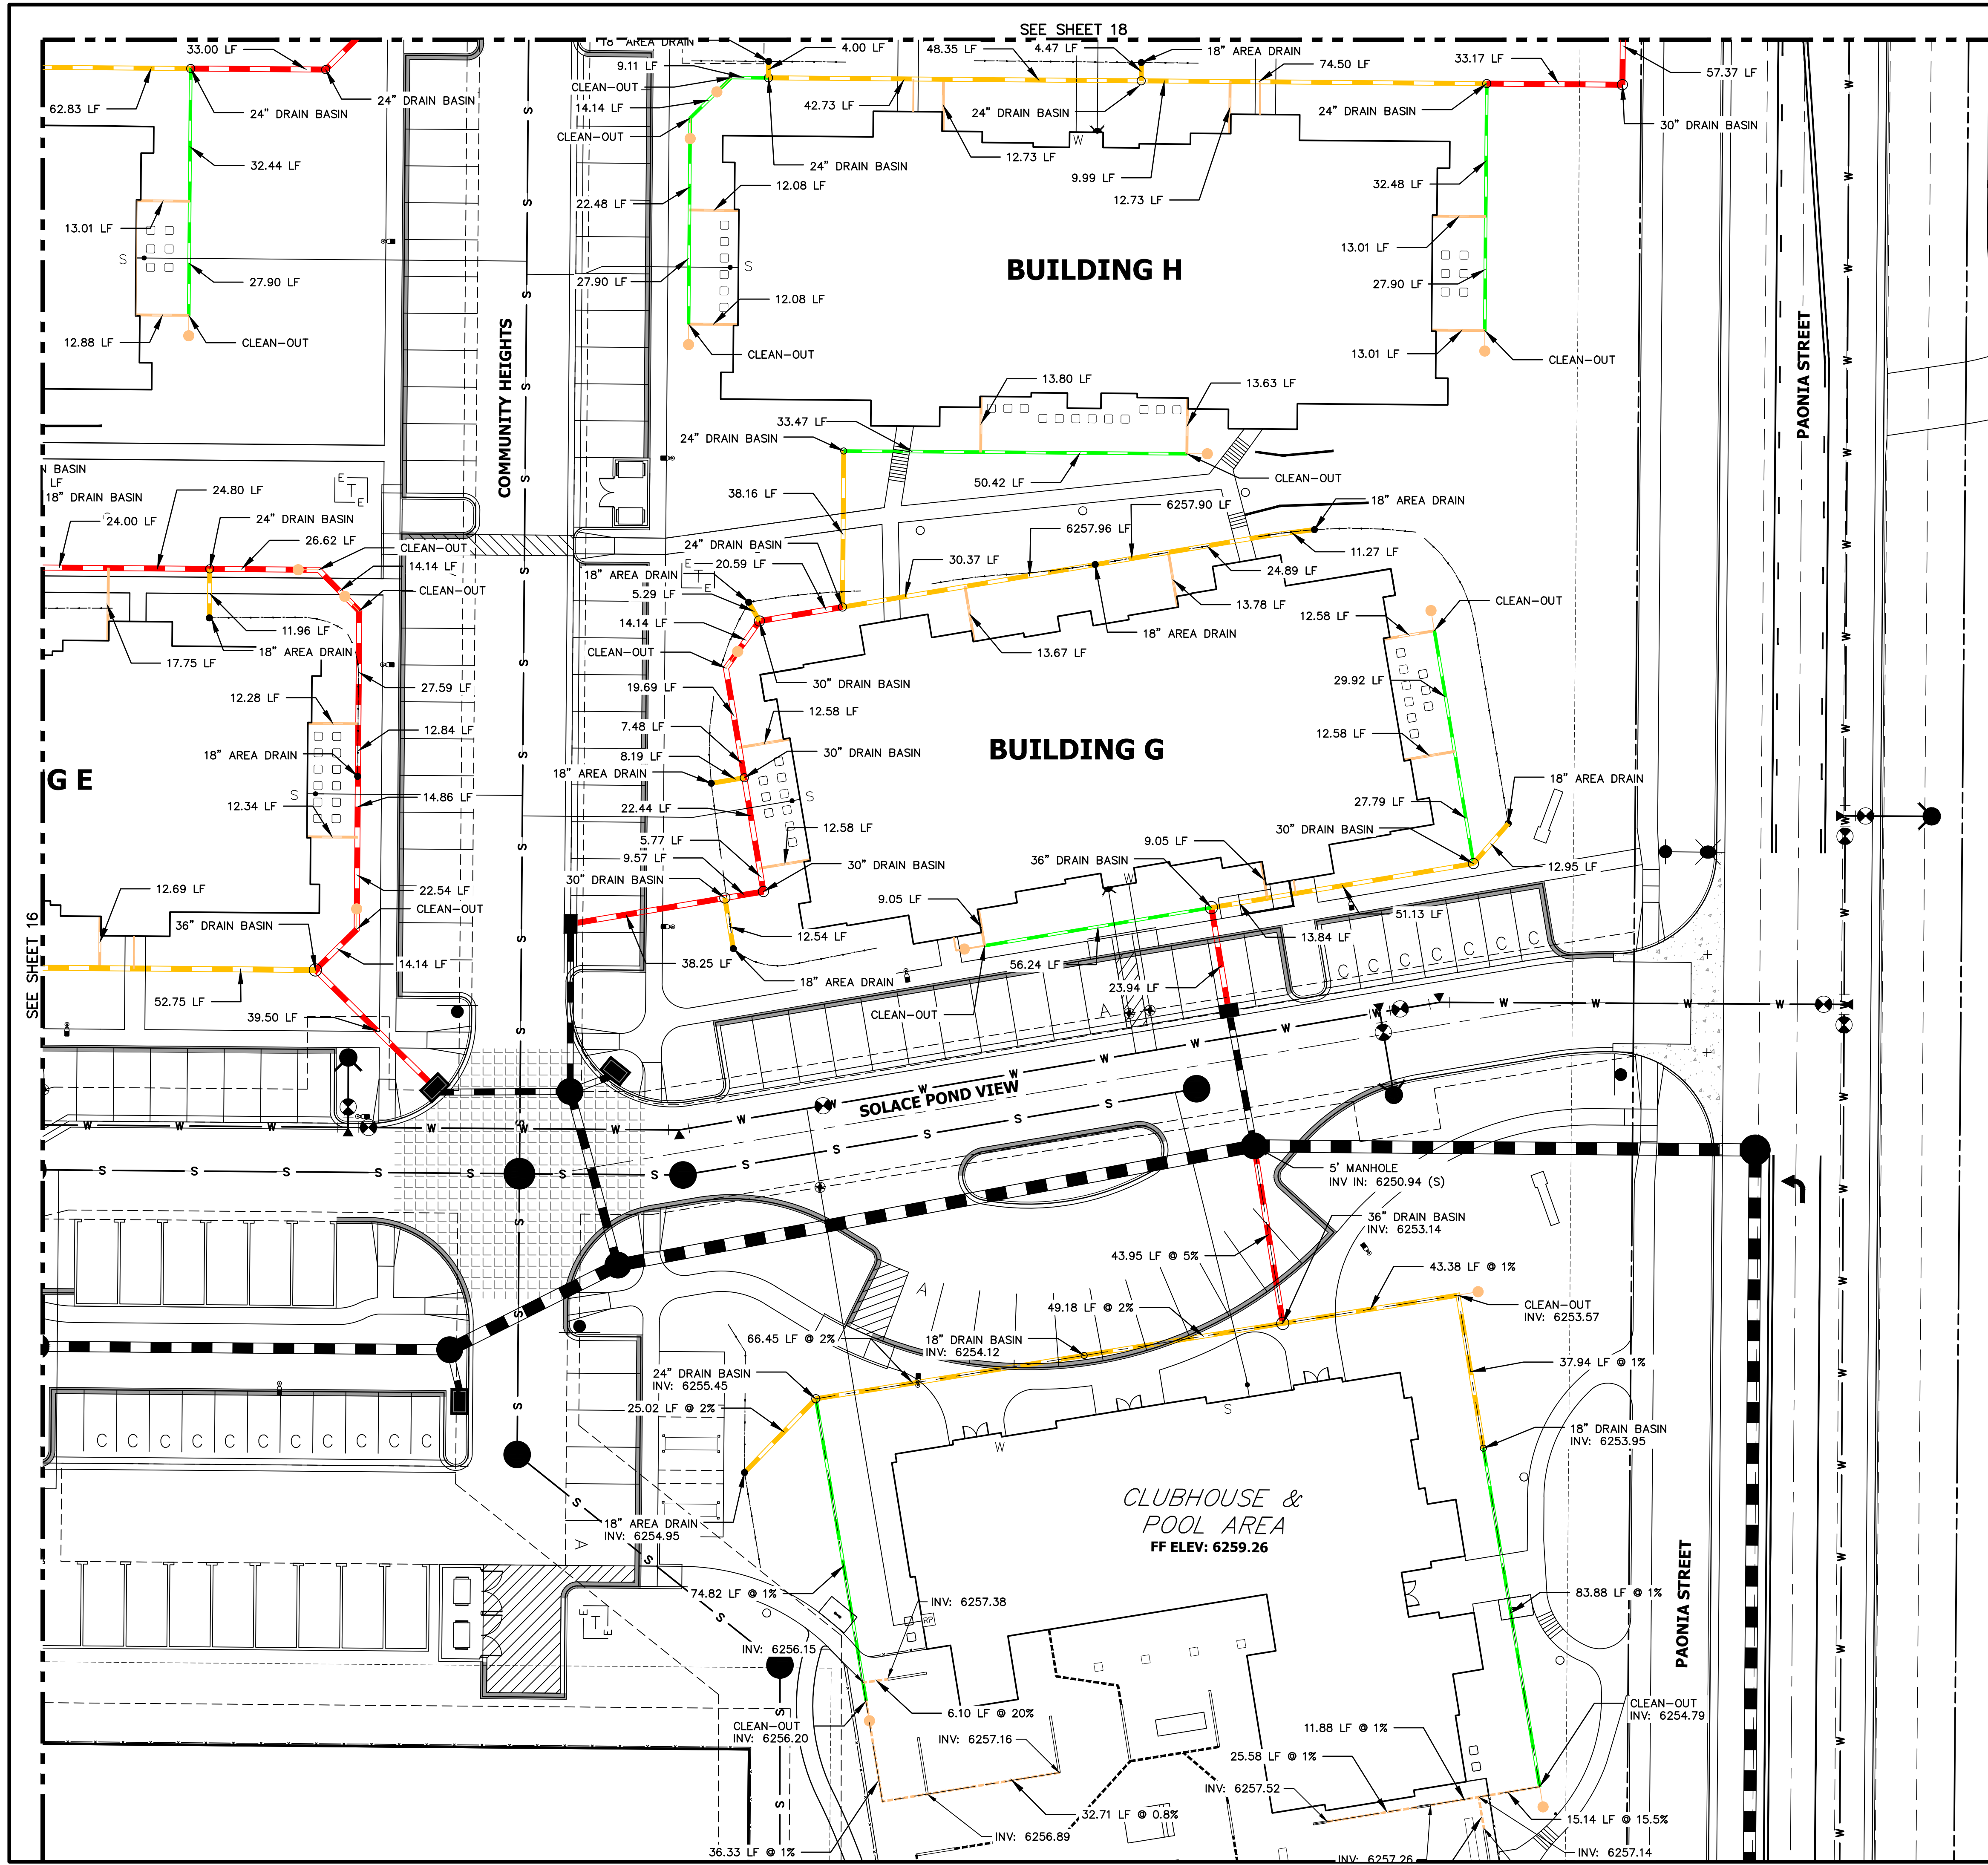 SEE SHEET 18
33.00 LF
18" AREA DRAIN
4.00 LF
48.35 LF
4.47 LF
18" AREA DRAIN
33.17 LF
9.11 LF
74.50 LF
57.37 LF
CLEAN-OUT
62.83 LF
24" DRAIN BASIN
24" DRAIN BASIN
14.14 LF
42.73 LF
24" DRAIN BASIN
24" DRAIN BASIN
30" DRAIN BASIN
CLEAN-OUT
W
32.44 LF
24" DRAIN BASIN
12.73 LF
9.99 LF
12.08 LF
32.48 LF
22.48 LF
12.73 LF
13.01 LF
13.01 LF
S
S
BUILDING H
27.90 LF
27.90 LF
27.90 LF
12.08 LF
COMMUNITY HEIGHTS
PAONIA STREET
12.88 LF
CLEAN-OUT
CLEAN-OUT
13.01 LF
CLEAN-OUT
13.80 LF
13.63 LF
33.47 LF
24" DRAIN BASIN
N BASIN
LF
18" DRAIN BASIN
24.80 LF
E
T
E
50.42 LF
CLEAN-OUT
38.16 LF
6257.90 LF
18" AREA DRAIN
24.00 LF
24" DRAIN BASIN
6257.96 LF
26.62 LF
CLEAN-OUT
24" DRAIN BASIN
11.27 LF
14.14 LF
20.59 LF
30.37 LF
24.89 LF
18" AREA DRAIN
E
T
E
CLEAN-OUT
5.29 LF
13.78 LF
CLEAN-OUT
14.14 LF
12.58 LF
11.96 LF
18" AREA DRAIN
18" AREA DRAIN
CLEAN-OUT
13.67 LF
17.75 LF
30" DRAIN BASIN
29.92 LF
27.59 LF
19.69 LF
12.28 LF
12.58 LF
12.84 LF
7.48 LF
12.58 LF
BUILDING G
18" AREA DRAIN
8.19 LF
30" DRAIN BASIN
18" AREA DRAIN
18" AREA DRAIN
G E
S
14.86 LF
S
12.34 LF
22.44 LF
27.79 LF
12.58 LF
30" DRAIN BASIN
5.77 LF
9.05 LF
9.57 LF
30" DRAIN BASIN
36" DRAIN BASIN
12.95 LF
30" DRAIN BASIN
W
12.69 LF
22.54 LF
9.05 LF
CLEAN-OUT
51.13 LF
36" DRAIN BASIN
12.54 LF
13.84 LF
C C C C C C C
14.14 LF
38.25 LF
56.24 LF
SEE SHEET 16
18" AREA DRAIN
23.94 LF
52.75 LF
39.50 LF
CLEAN-OUT
A
W W W W
SOLACE POND VIEW
W W W W W W
S S S S S S S
5' MANHOLE
INV IN: 6250.94 (S)
36" DRAIN BASIN
INV: 6253.14
43.95 LF @ 5%
43.38 LF @ 1%
A
49.18 LF @ 2%
CLEAN-OUT
INV: 6253.57
66.45 LF @ 2%
18" DRAIN BASIN
INV: 6254.12
37.94 LF @ 1%
24" DRAIN BASIN
INV: 6255.45
25.02 LF @ 2%
S
18" DRAIN BASIN
INV: 6253.95
C C C C C C C C C C C C
W
CLUBHOUSE &
POOL AREA
FF ELEV: 6259.26
18" AREA DRAIN
INV: 6254.95
A
PAONIA STREET
74.82 LF @ 1%
83.88 LF @ 1%
INV: 6257.38
E
T
E
RP
INV: 6256.15
6.10 LF @ 20%
CLEAN-OUT
INV: 6256.20
CLEAN-OUT
INV: 6254.79
INV: 6257.16
11.88 LF @ 1%
25.58 LF @ 1%
INV: 6257.52
32.71 LF @ 0.8%
15.14 LF @ 15.5%
INV: 6256.89
36.33 LF @ 1%
INV: 6257.26
INV: 6257.14